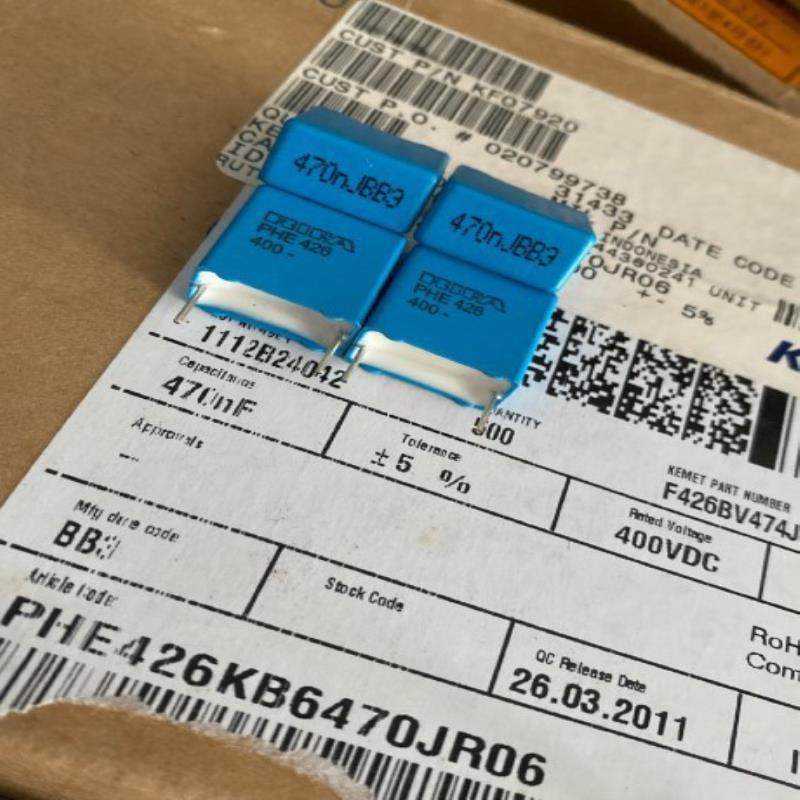 CUST P/N KF07920
CUST P.O. # 020799738
31433
P/N DATE CODE
INDONESIA
UNIT
0JR06
+- 5%
470nJBB3
470nJBB3
PHE 426
400-
PHE 426
400-
1112B24042
QUANTITY
500
Capacitance
470nF
Tolerance
± 5 %
KEMET PART NUMBER
F426BV474J
Rated Voltage
400VDC
Approvals
--
Mfg date code
BB3
Stock Code
QC Release Date
26.03.2011
RoH
Com
Article Code
PHE426KB6470JR06